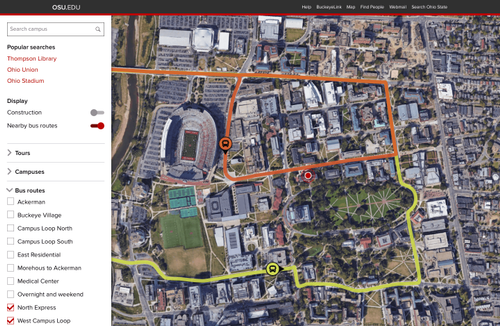 OSU.EDU
Help BuckeyeLink Map Find People Webmail Search Ohio State
Search campus
Popular searches
Thompson Library
Ohio Union
Ohio Stadium
Display
Construction
Nearby bus routes
Tours
Campuses
Bus routes
Ackerman
Buckeye Village
Campus Loop North
Campus Loop South
East Residential
Morehouse to Ackerman
Medical Center
Overnight and weekend
North Express
West Campus Loop